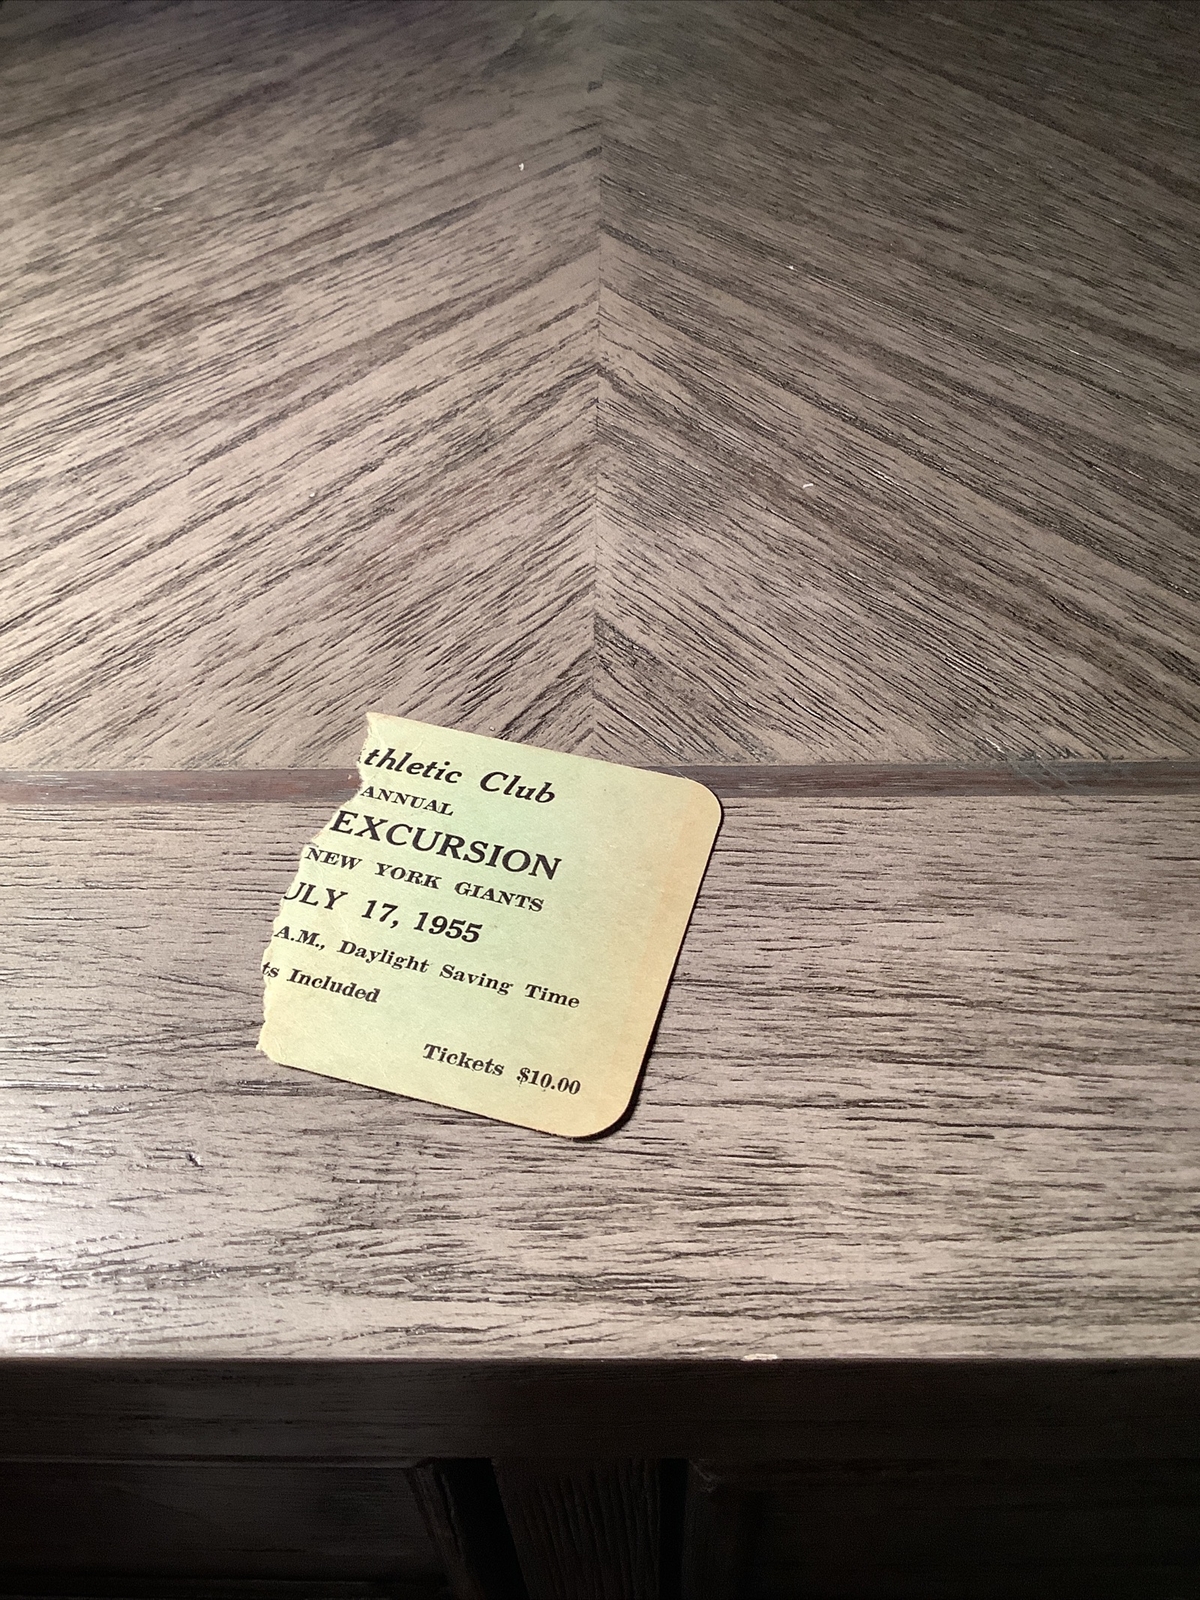 thletic Club
ANNUAL
EXCURSION
NEW YORK GIANTS
ULY 17, 1955
A.M., Daylight Saving Time
ts Included
Tickets $10.00